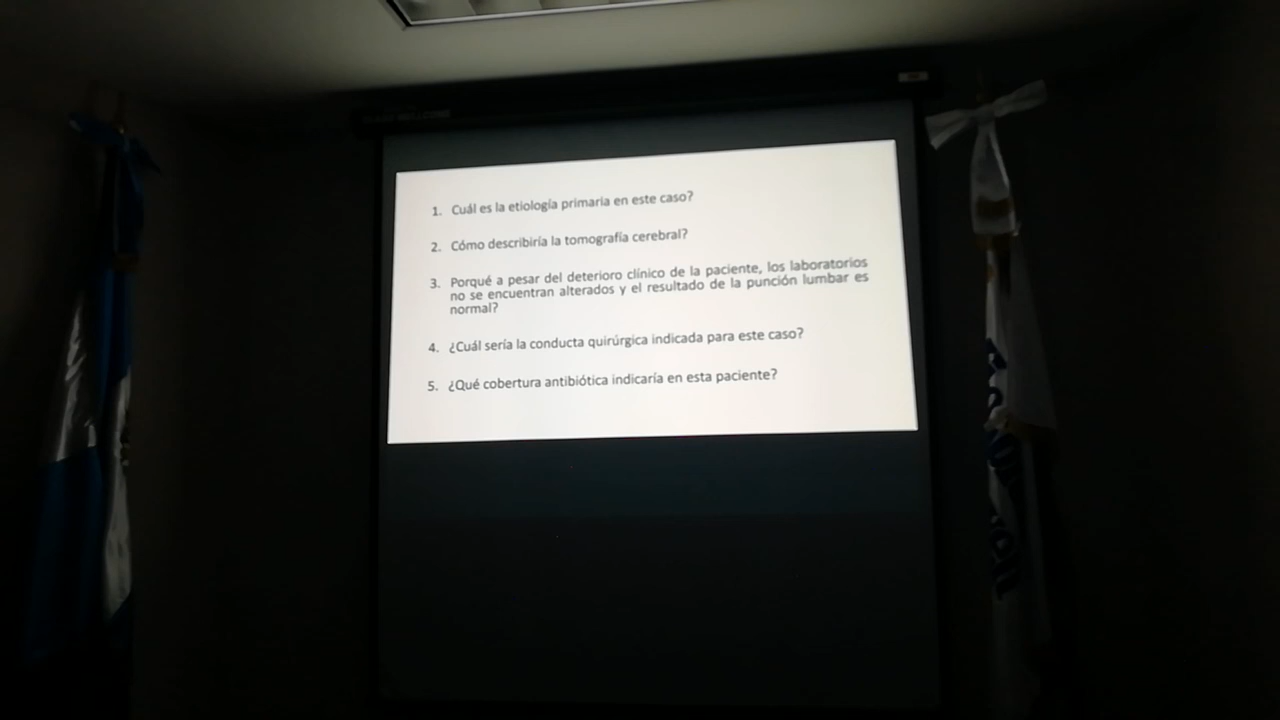 1. Cuál es la etiología primaria en este caso?
2. Cómo describiría la tomografía cerebral?
3. Porqué a pesar del deterioro clínico de la paciente, los laboratorios
no se encuentran alterados y el resultado de la punción lumbar es
normal?
4. ¿Cuál sería la conducta quirúrgica indicada para este caso?
5. ¿Qué cobertura antibiótica indicaría en esta paciente?